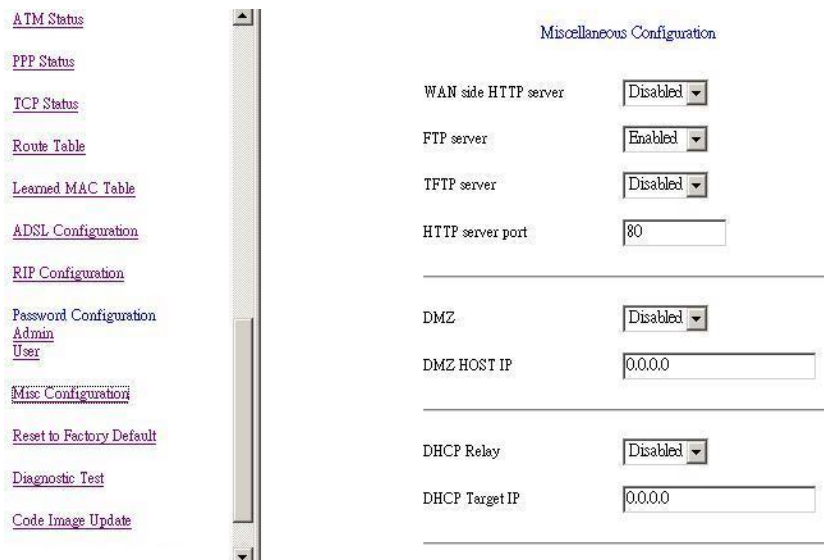 ATM Status
PPP Status
TCP Status
Route Table
Learned MAC Table
ADSL Configuration
RIP Configuration
Password Configuration
Admin
User
Misc Configuration
Reset to Factory Default
Diagnostic Test
Code Image Update
Miscellaneous Configuration
WAN side HTTP server Disabled
FTP server Enabled
TFTP server Disabled
HTTP server port 80
DMZ Disabled
DMZ HOST IP 0.0.0.0
DHCP Relay Disabled
DHCP Target IP 0.0.0.0